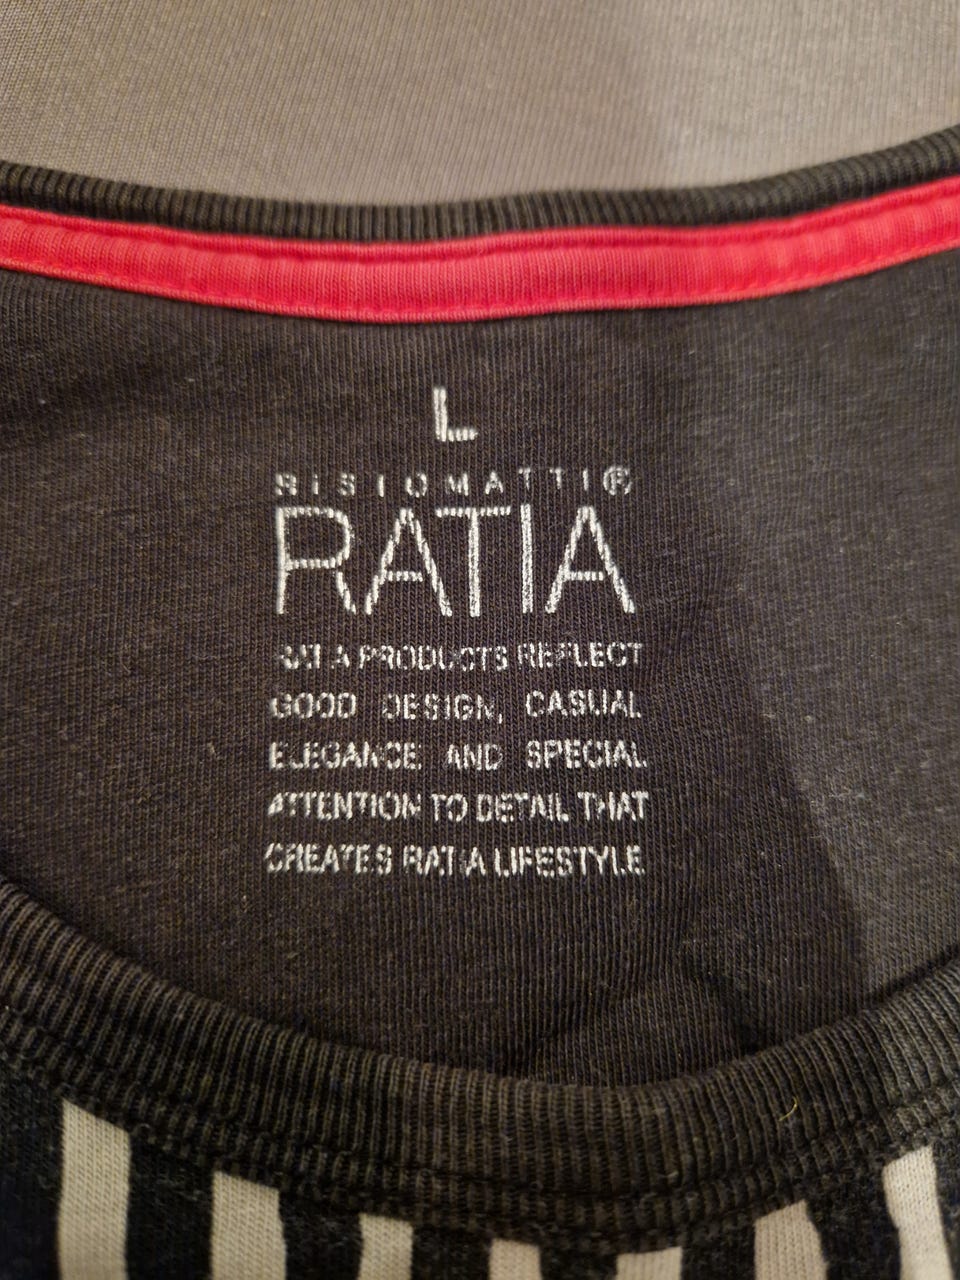 L
RISTOMATTI®
RATIA
RATIA PRODUCTS REFLECT
GOOD DESIGN, CASUAL
ELEGANCE AND SPECIAL
ATTENTION TO DETAIL THAT
CREATES RATIA LIFESTYLE